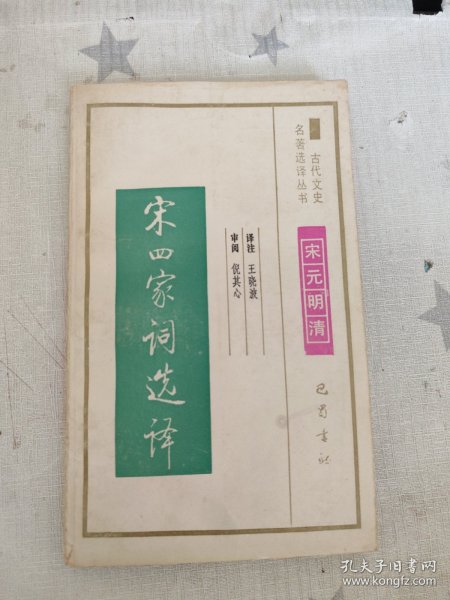 古代文史
名著选译丛书
宋元明清
巴蜀书社
译注 王晓波
审阅 倪其心
宋四家词选译
孔夫子旧书网
www.kongfz.com